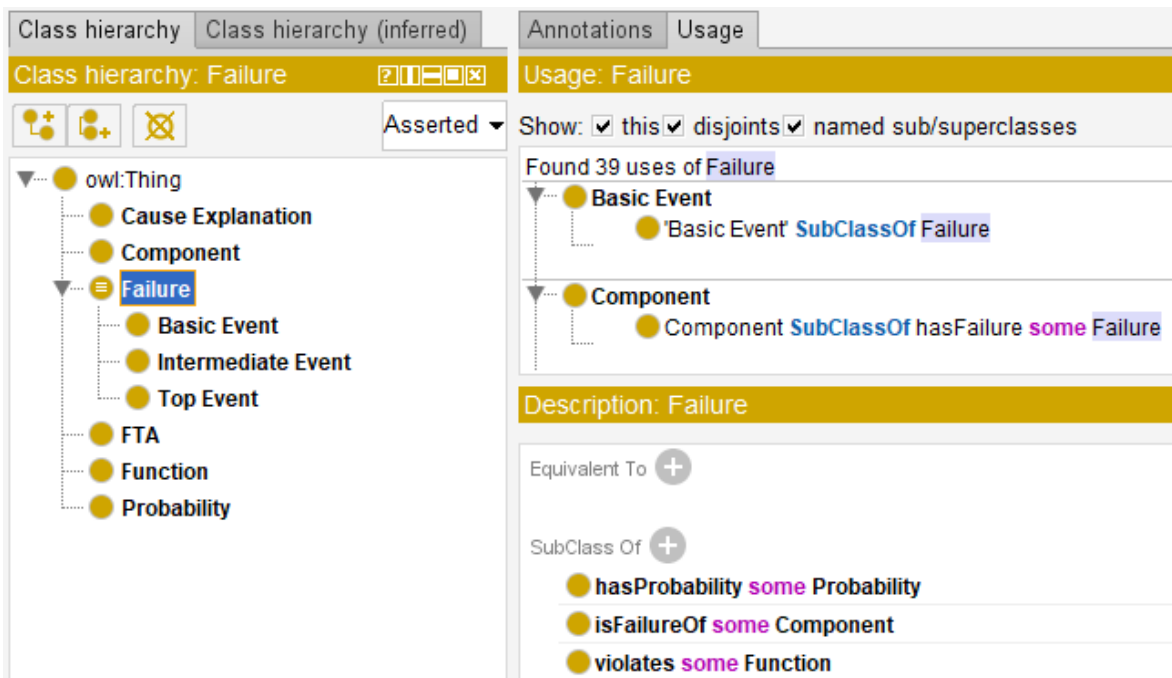 Class hierarchy Class hierarchy (inferred)
Class hierarchy: Failure
Asserted
owl:Thing
Cause Explanation
Component
Failure
Basic Event
Intermediate Event
Top Event
FTA
Function
Probability
Annotations Usage
Usage: Failure
Show: this disjoints named sub/superclasses
Found 39 uses of Failure
Basic Event
'Basic Event' SubClassOf Failure
Component
Component SubClassOf hasFailure some Failure
Description: Failure
Equivalent To
SubClass Of
hasProbability some Probability
isFailureOf some Component
violates some Function